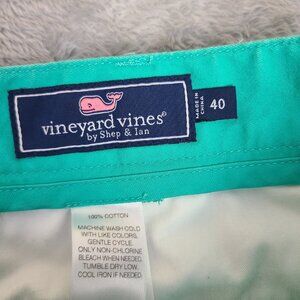 vineyard vines®
by Shep & Ian
MADE IN
CHINA
40
100% COTTON
MACHINE WASH COLD
WITH LIKE COLORS,
GENTLE CYCLE.
ONLY NON-CHLORINE
BLEACH WHEN NEEDED.
TUMBLE DRY LOW.
COOL IRON IF NEEDED.